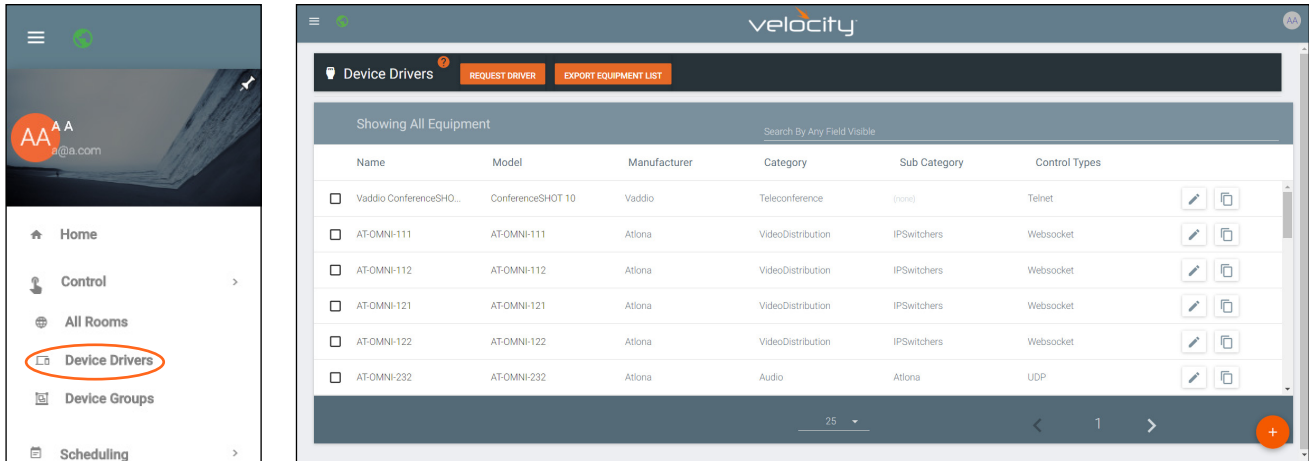 AA
A A
a@a.com
Home
Control
All Rooms
Device Drivers
Device Groups
Scheduling
velocity
AA
Device Drivers ?
REQUEST DRIVER
EXPORT EQUIPMENT LIST
Showing All Equipment
Search By Any Field Visible
Name Model Manufacturer Category Sub Category Control Types
Vaddio ConferenceSHO... ConferenceSHOT 10 Vaddio Teleconference (none) Telnet
AT-OMNI-111 AT-OMNI-111 Atlona VideoDistribution IPSwitchers Websocket
AT-OMNI-112 AT-OMNI-112 Atlona VideoDistribution IPSwitchers Websocket
AT-OMNI-121 AT-OMNI-121 Atlona VideoDistribution IPSwitchers Websocket
AT-OMNI-122 AT-OMNI-122 Atlona VideoDistribution IPSwitchers Websocket
AT-OMNI-232 AT-OMNI-232 Atlona Audio Atlona UDP
25 1
+